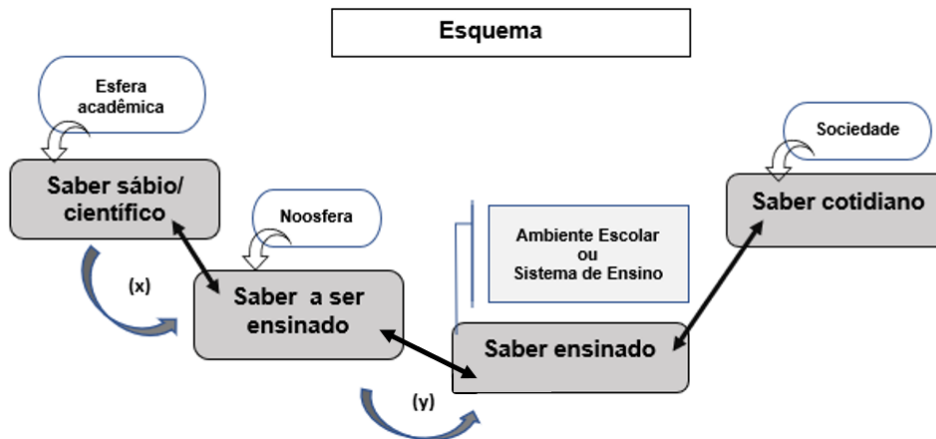 Esquema
Esfera
acadêmica
Saber sábio/
científico
(x)
Noosfera
Saber a ser
ensinado
(y)
Ambiente Escolar
ou
Sistema de Ensino
Saber ensinado
Sociedade
Saber cotidiano